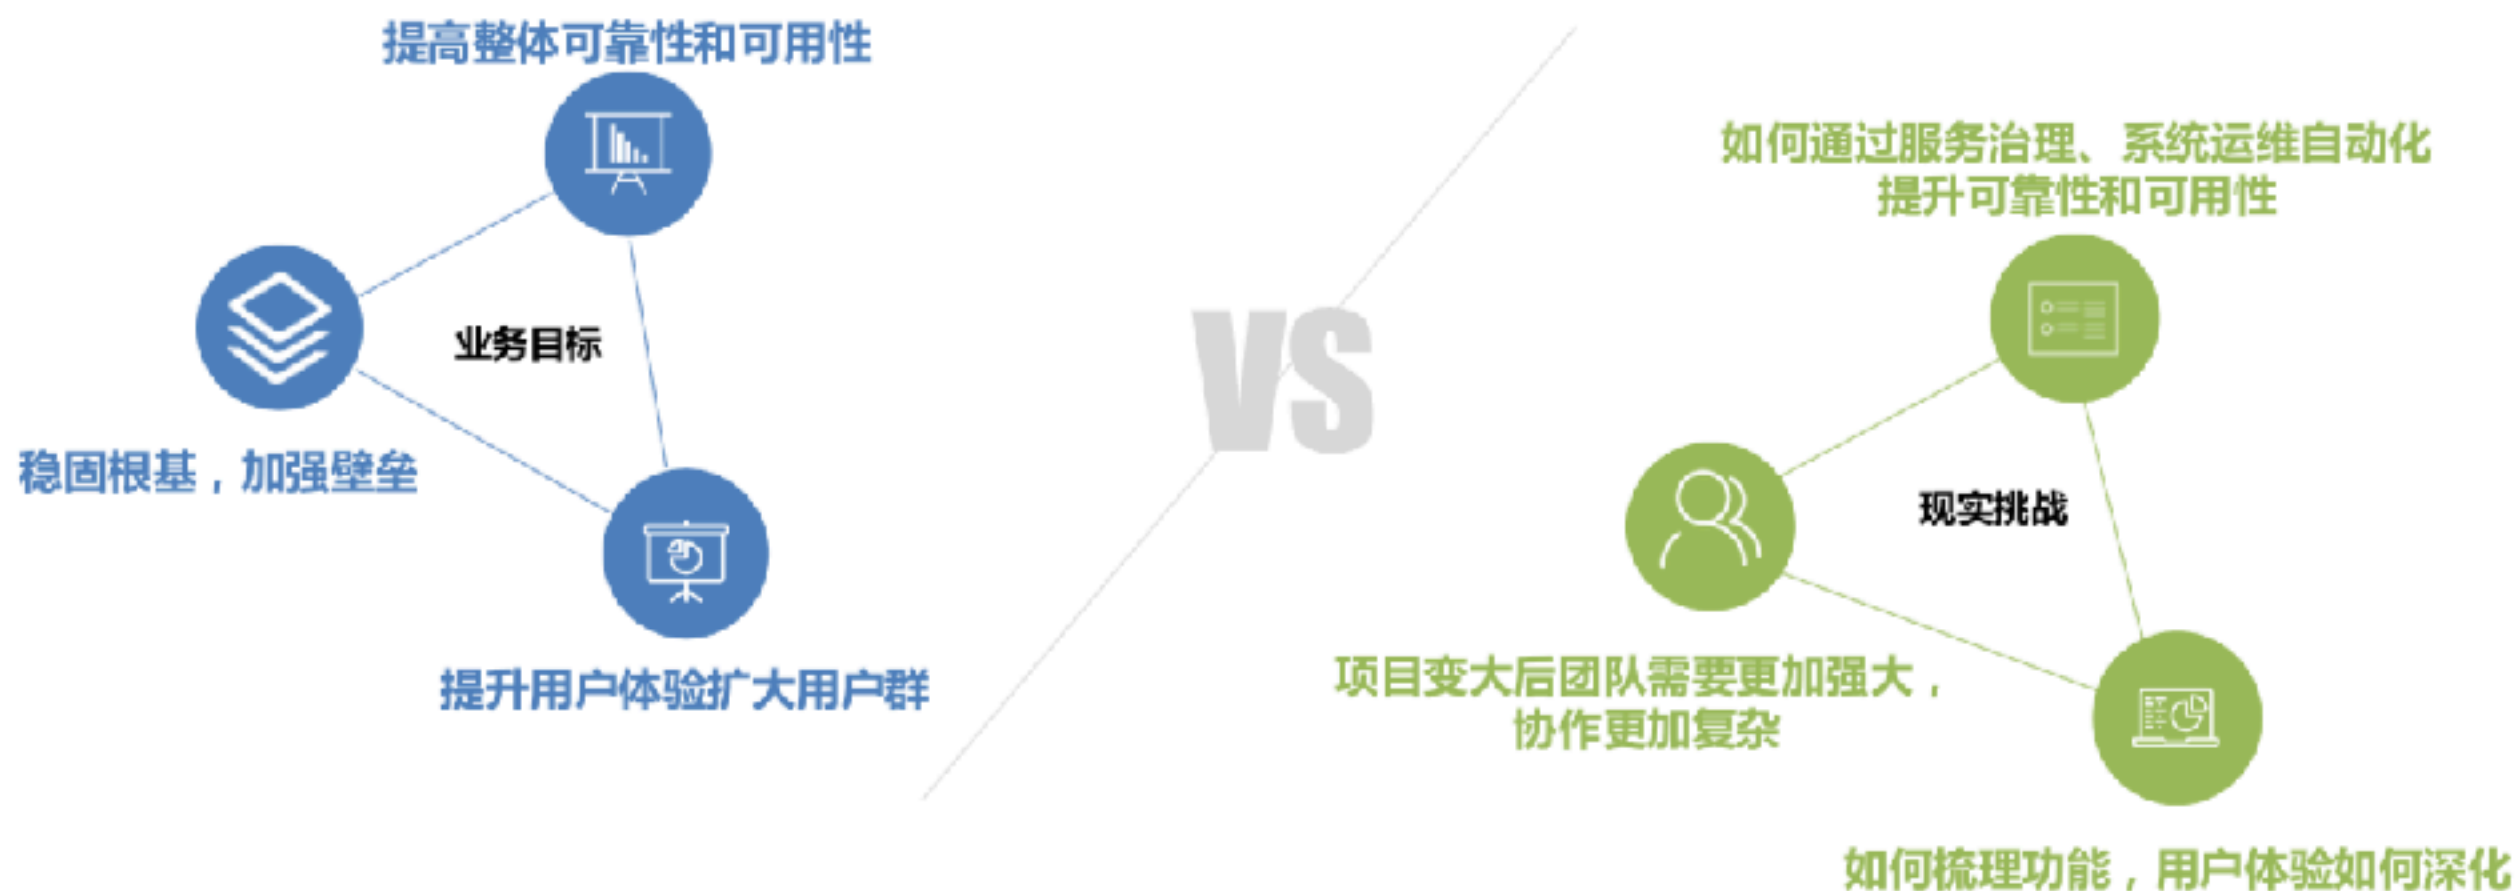 提高整体可靠性和可用性
业务目标
稳固根基，加强壁垒
提升用户体验扩大用户群
VS
如何通过服务治理、系统运维自动化
提升可靠性和可用性
现实挑战
项目变大后团队需要更加强大，
协作更加复杂
如何梳理功能，用户体验如何深化